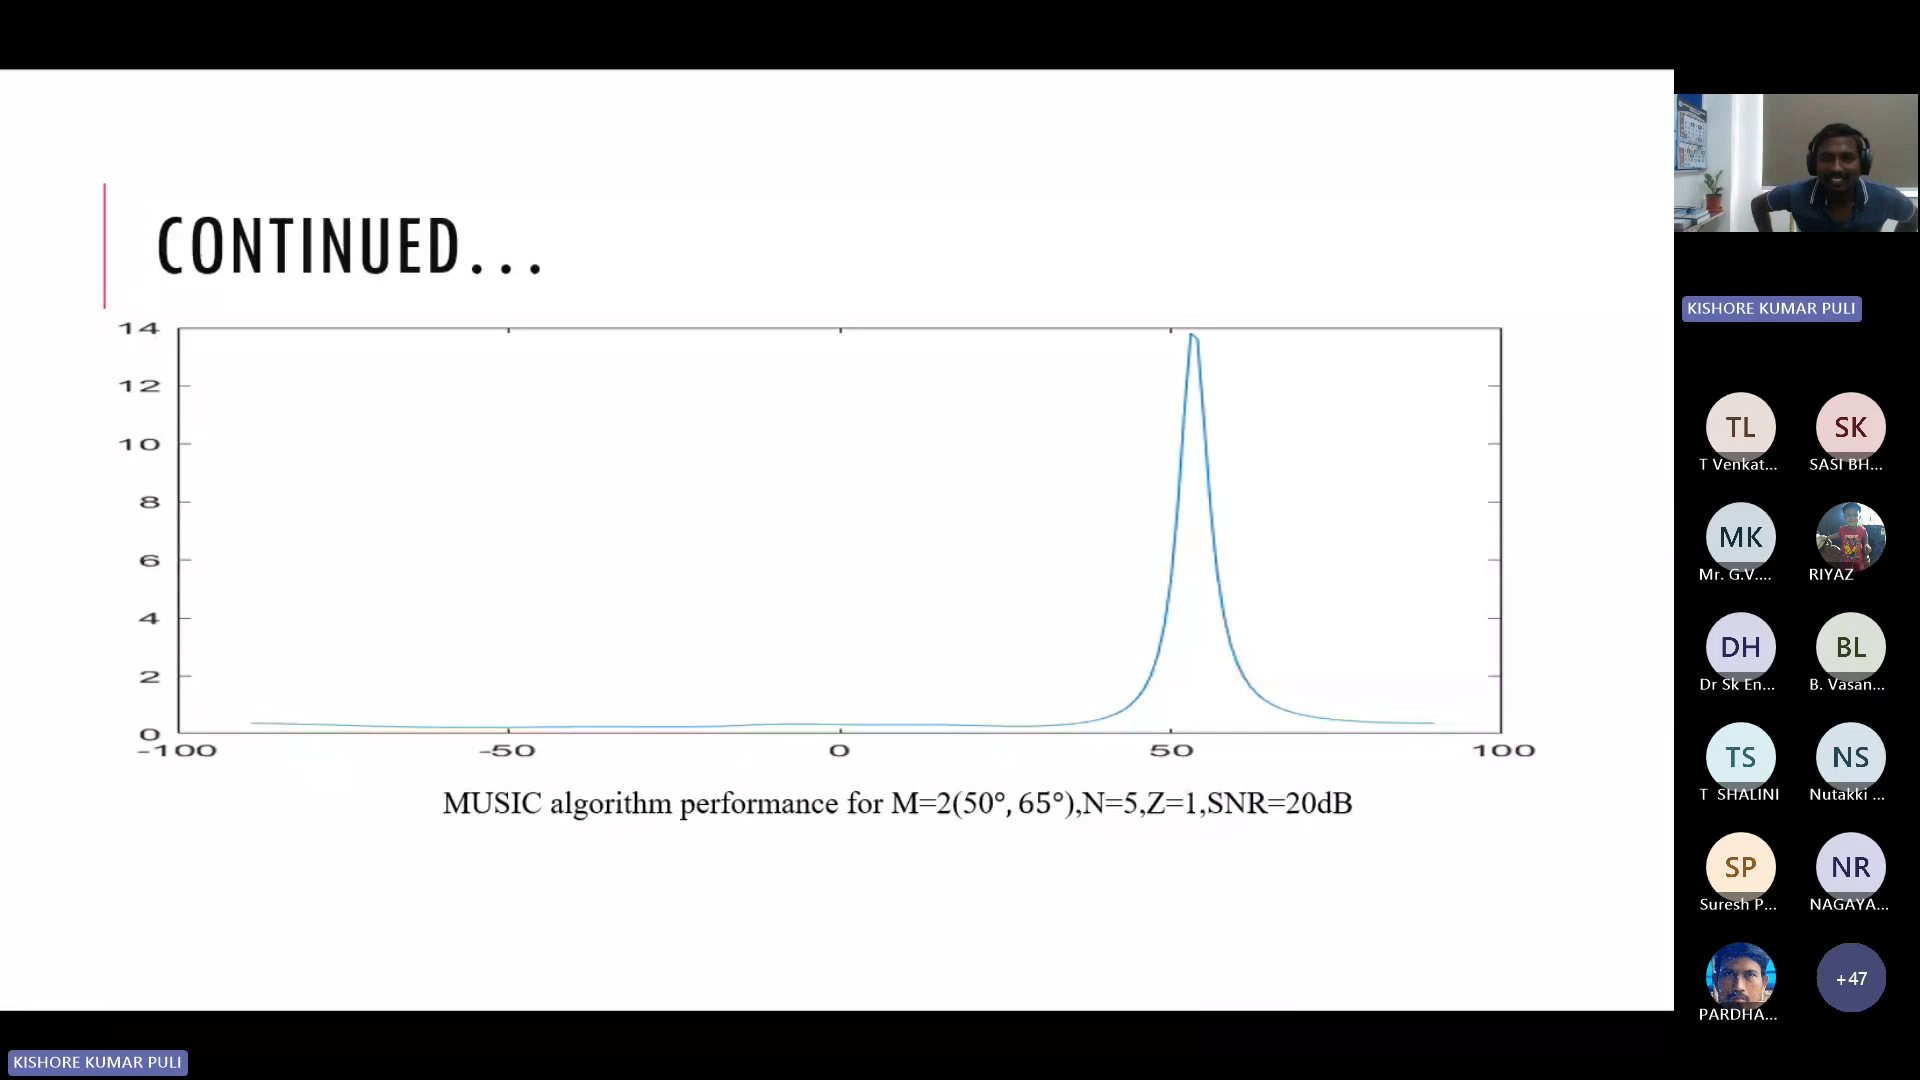 CONTINUED...
14
12
10
8
6
4
2
0
-100
-50
0
50
100
MUSIC algorithm performance for M=2(50°, 65°),N=5,Z=1,SNR=20dB
KISHORE KUMAR PULI
TL
SK
T Venkat...
SASI BH...
MK
Mr. G.V....
RIYAZ
DH
BL
Dr Sk En...
B. Vasan...
TS
NS
T SHALINI
Nutakki ...
SP
NR
Suresh P...
NAGAYA...
+47
PARDHA...
KISHORE KUMAR PULI